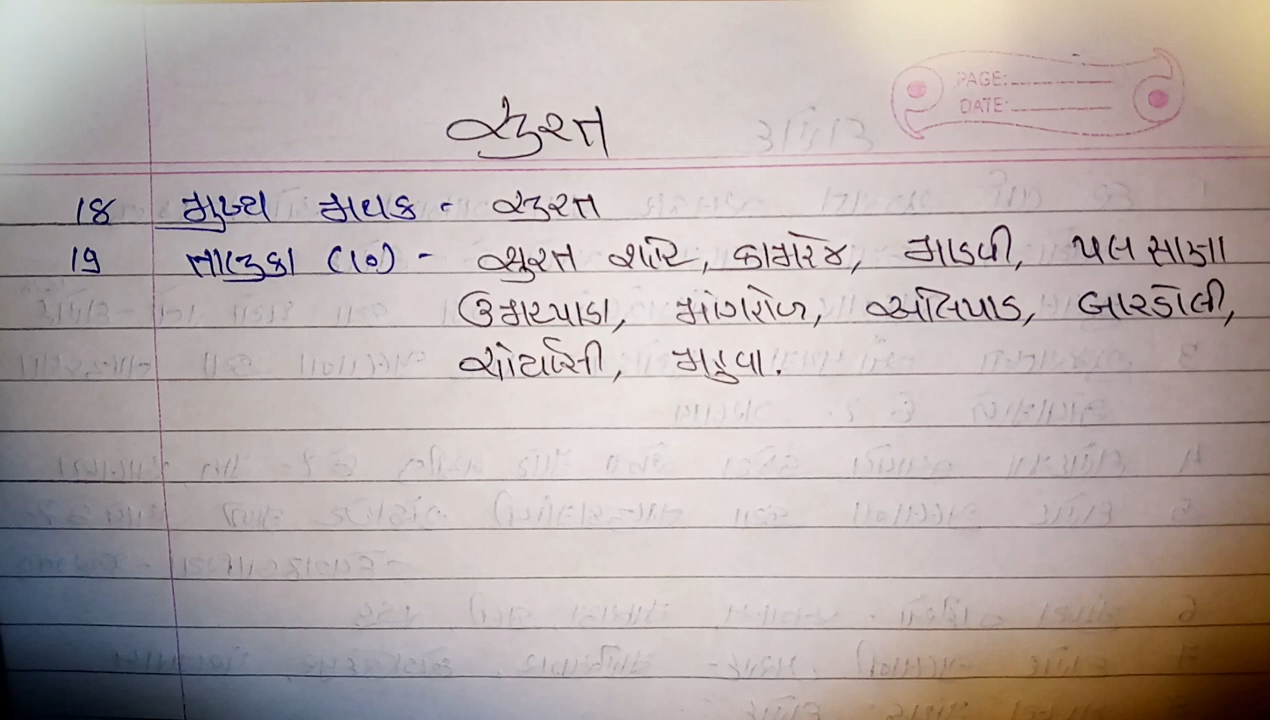 PAGE:
DATE:
સુરત
18 મુખ્ય મથક - સુરત
19 તાલુકા (10) - સુરત શહેર, કામરેજ, માડવી, પલસાણા
ઉમરપાડા, માંગરોળ, ઓલપાડ, બારડોલી,
ચોર્યાસી, મહુવા.